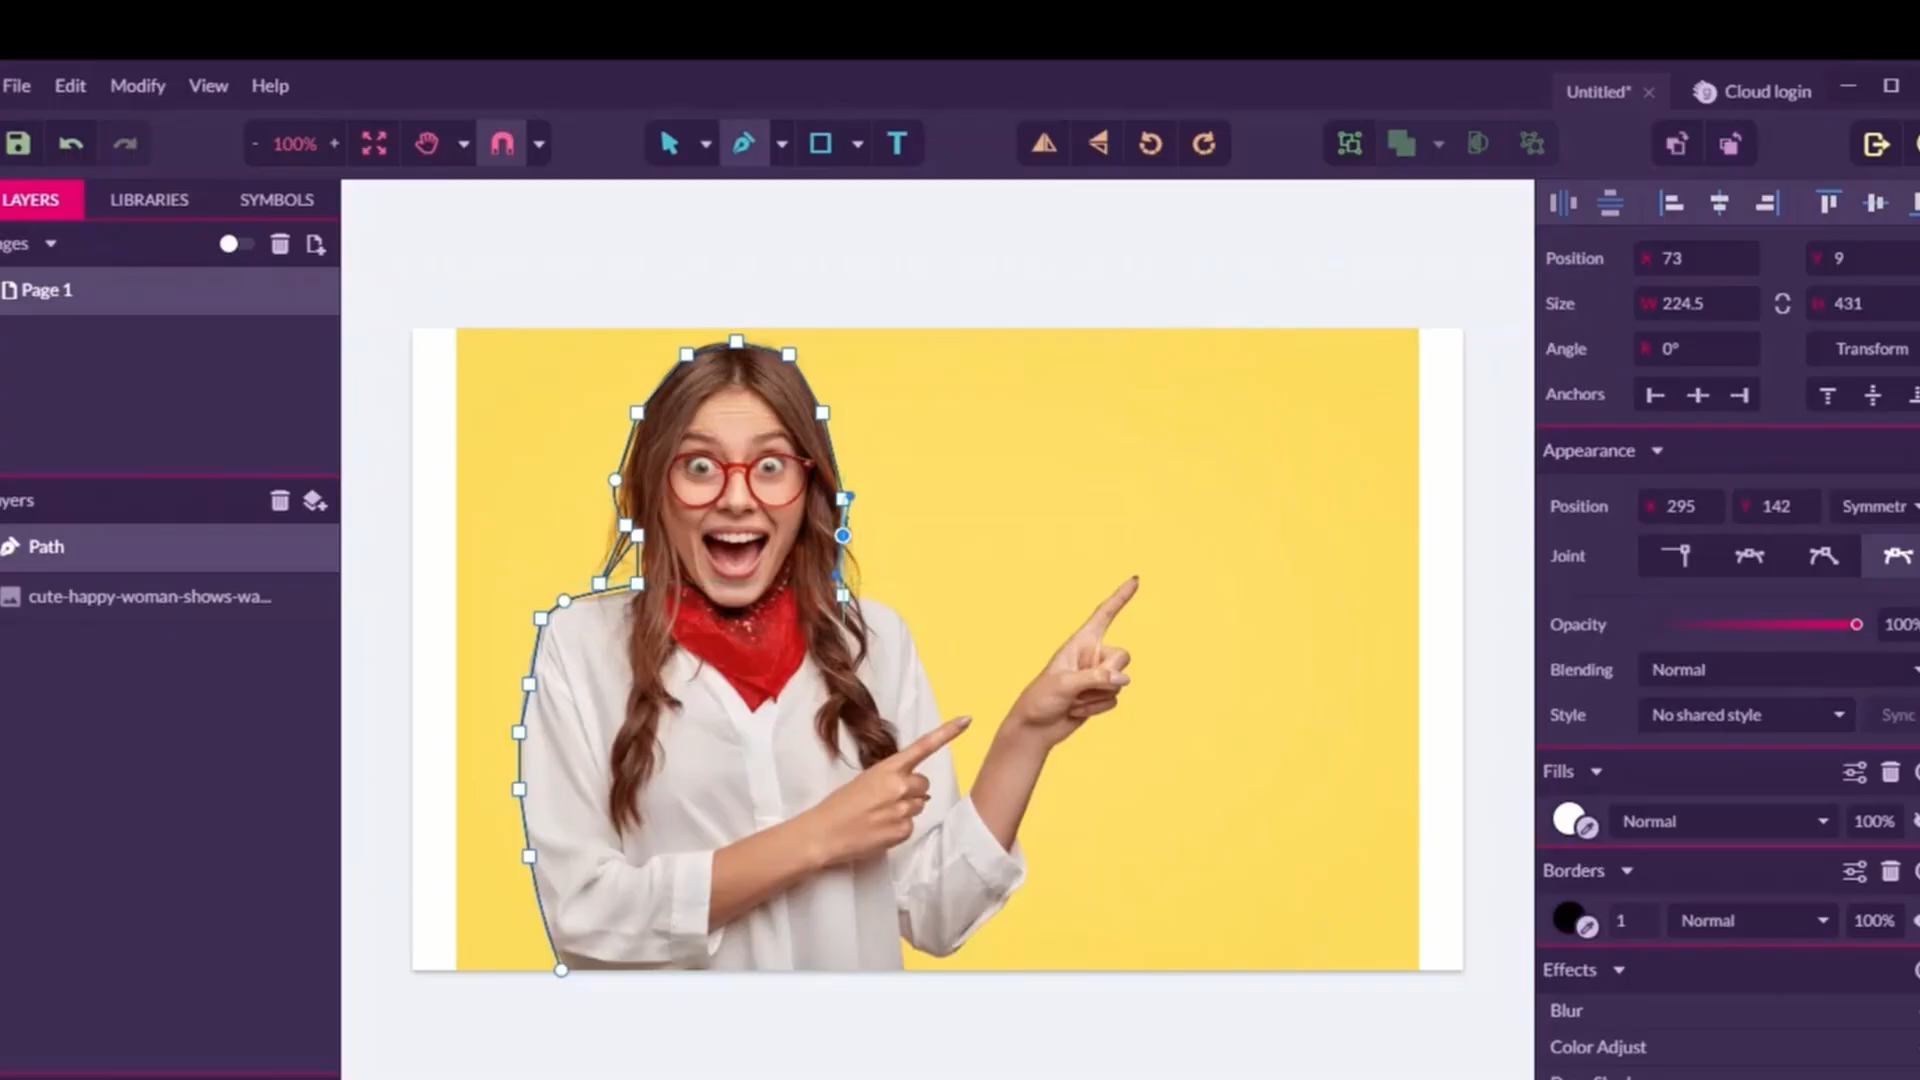 File Edit Modify View Help
Untitled* Cloud login
- 100% +
T
LAYERS LIBRARIES SYMBOLS
ges
Page 1
yers
Path
cute-happy-woman-shows-wa...
Position X 73 Y 9
Size W 224.5 H 431
Angle R 0° Transform
Anchors
Appearance
Position X 295 Y 142 Symmetr
Joint
Opacity 100%
Blending Normal
Style No shared style Sync
Fills
Normal 100%
Borders
1 Normal 100%
Effects
Blur
Color Adjust